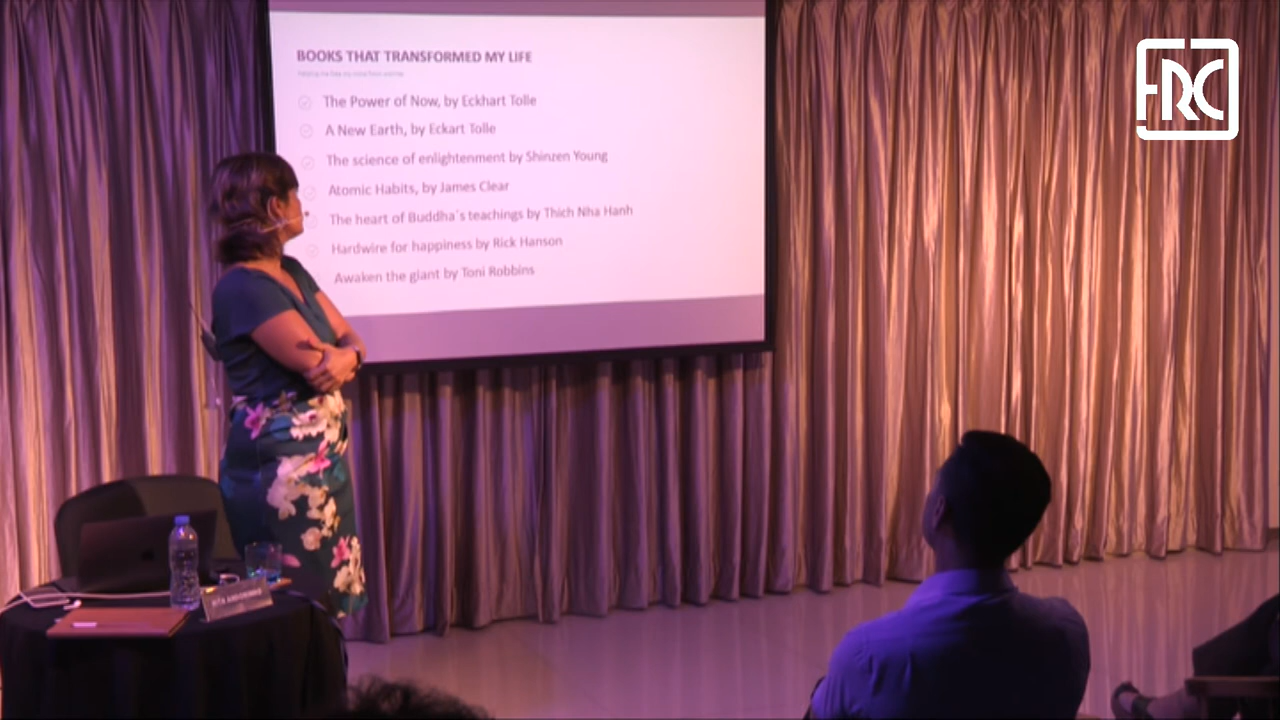 BOOKS THAT TRANSFORMED MY LIFE
The Power of Now, by Eckhart Tolle
A New Earth, by Eckart Tolle
The science of enlightenment by Shinzen Young
Atomic Habits, by James Clear
The heart of Buddha´s teachings by Thich Nha Hanh
Hardwire for happiness by Rick Hanson
Awaken the giant by Toni Robbins
FRC